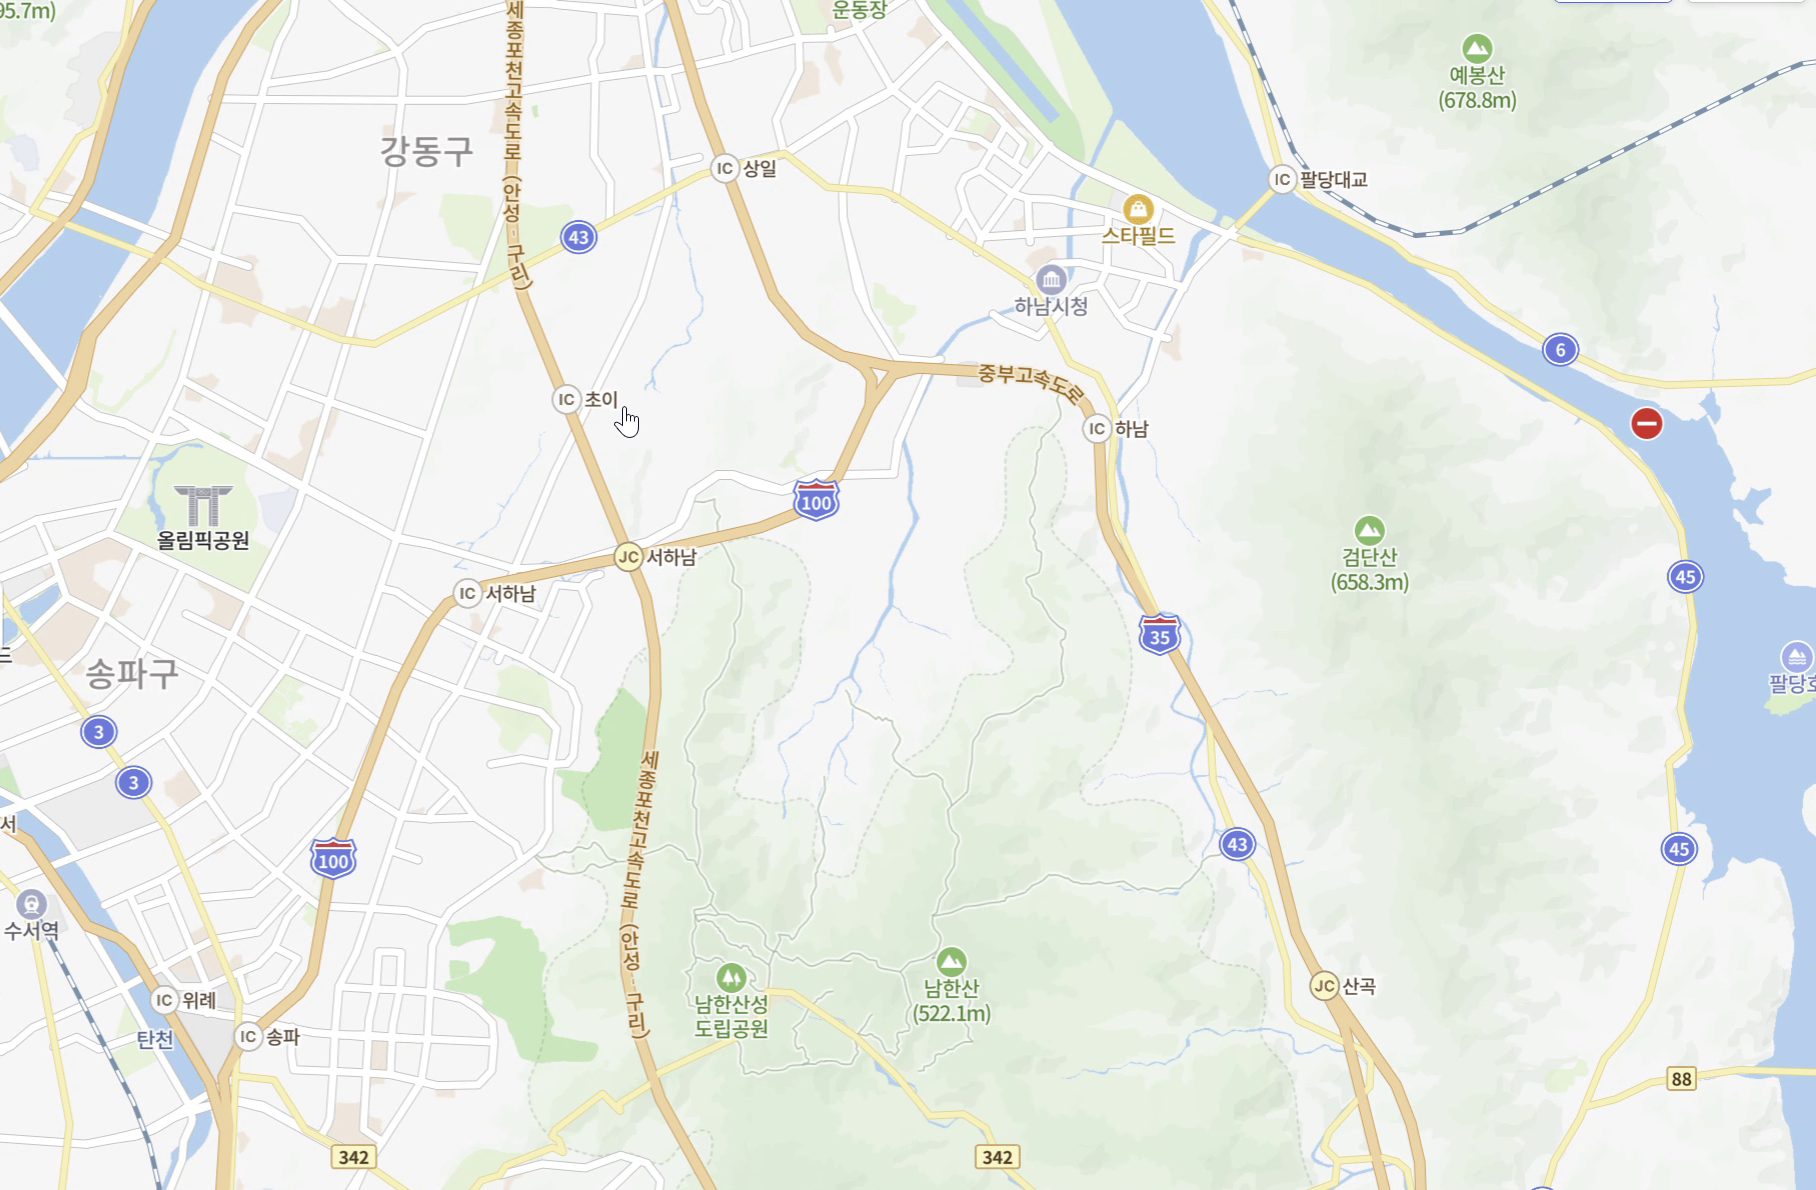 95.7m)
운동장
세종포천고속도로 (안성 - 구리)
예봉산
(678.8m)
강동구
IC 상일
IC 팔당대교
43
스타필드
하남시청
6
중부고속도로
IC 초이
IC 하남
100
올림픽공원
JC 서하남
검단산
(658.3m)
45
IC 서하남
35
드
송파구
팔당호
3
3
세종포천고속도로 (안성 - 구리)
서
100
43
45
수서역
남한산성
도립공원
남한산
(522.1m)
JC 산곡
IC 위례
탄천
IC 송파
88
342
342